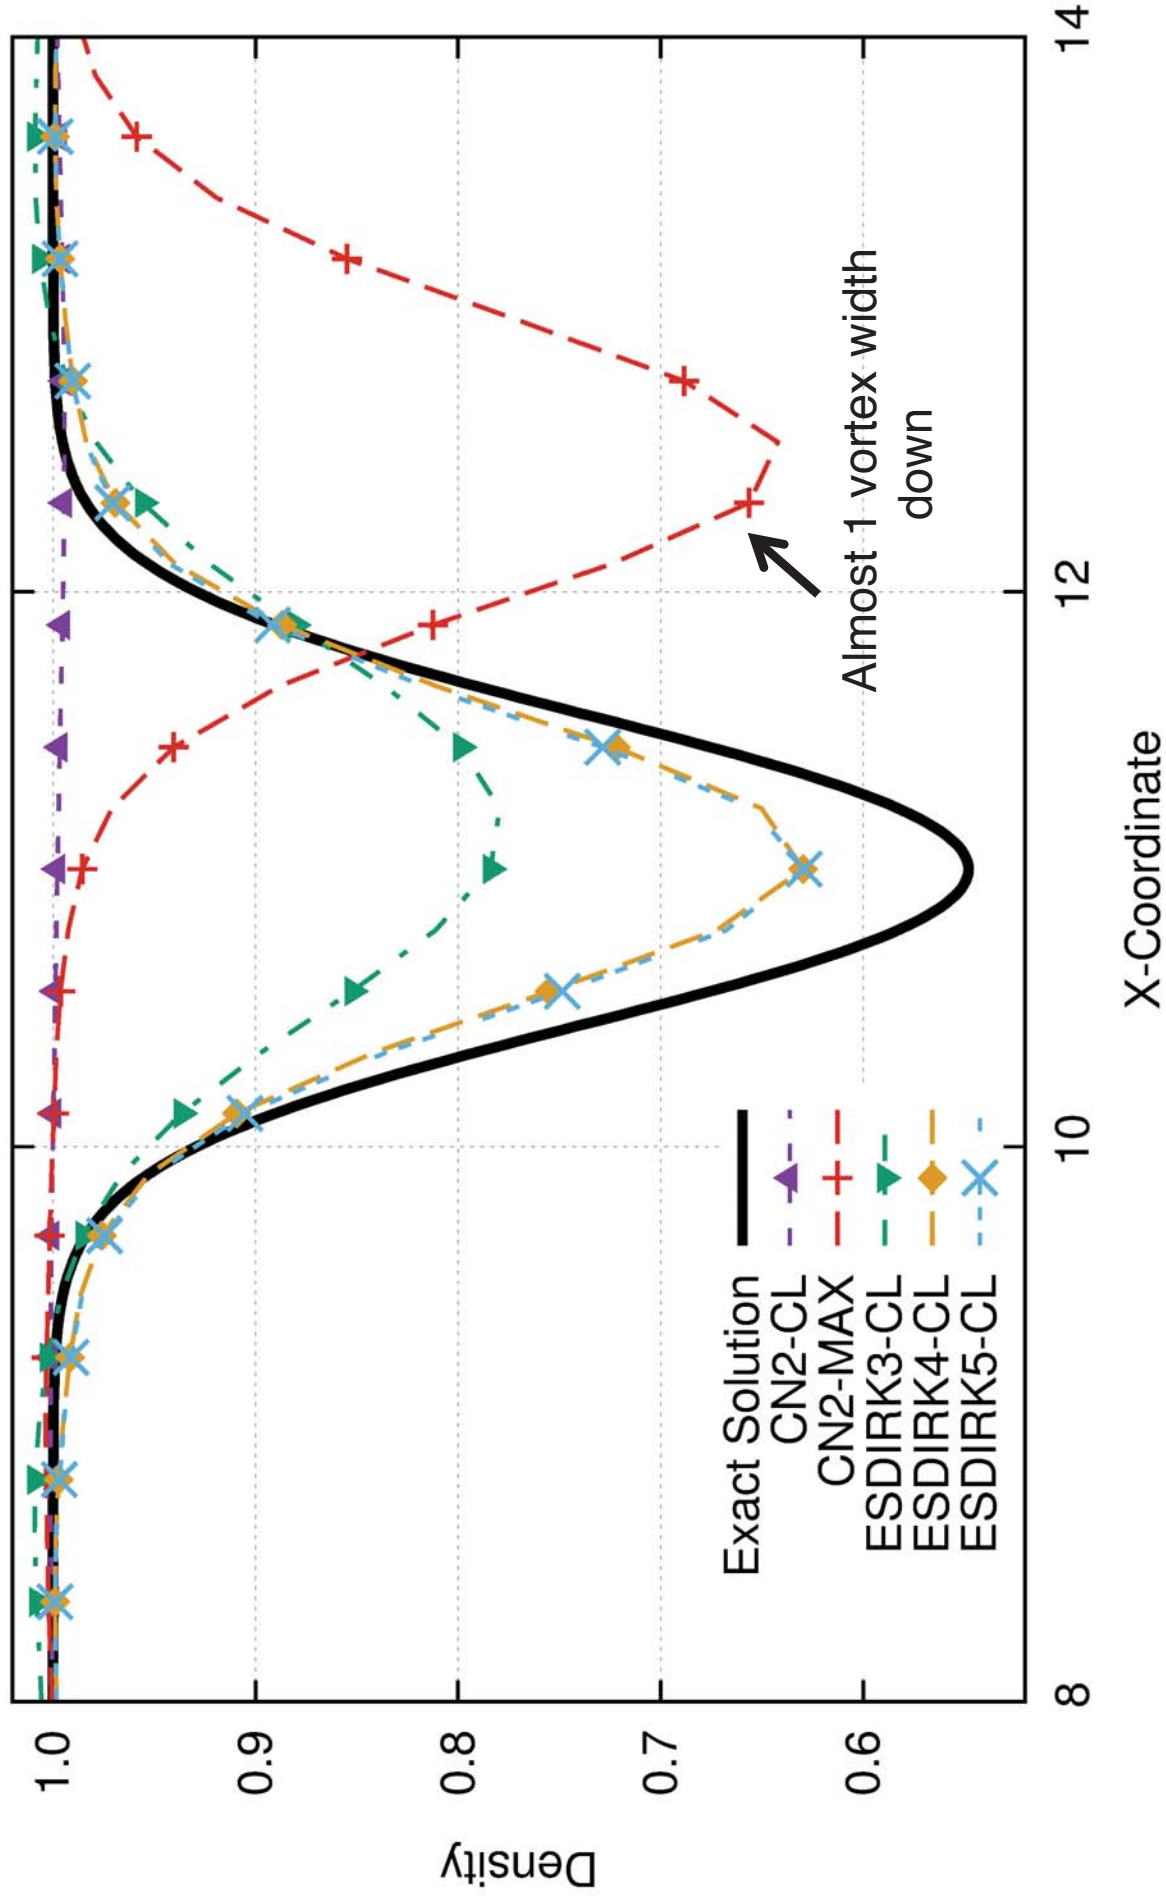 1.0
0.9
0.8
0.7
0.6
Density
8
10
12
14
X-Coordinate
Exact Solution
CN2-CL
CN2-MAX
ESDIRK3-CL
ESDIRK4-CL
ESDIRK5-CL
Almost 1 vortex width
down